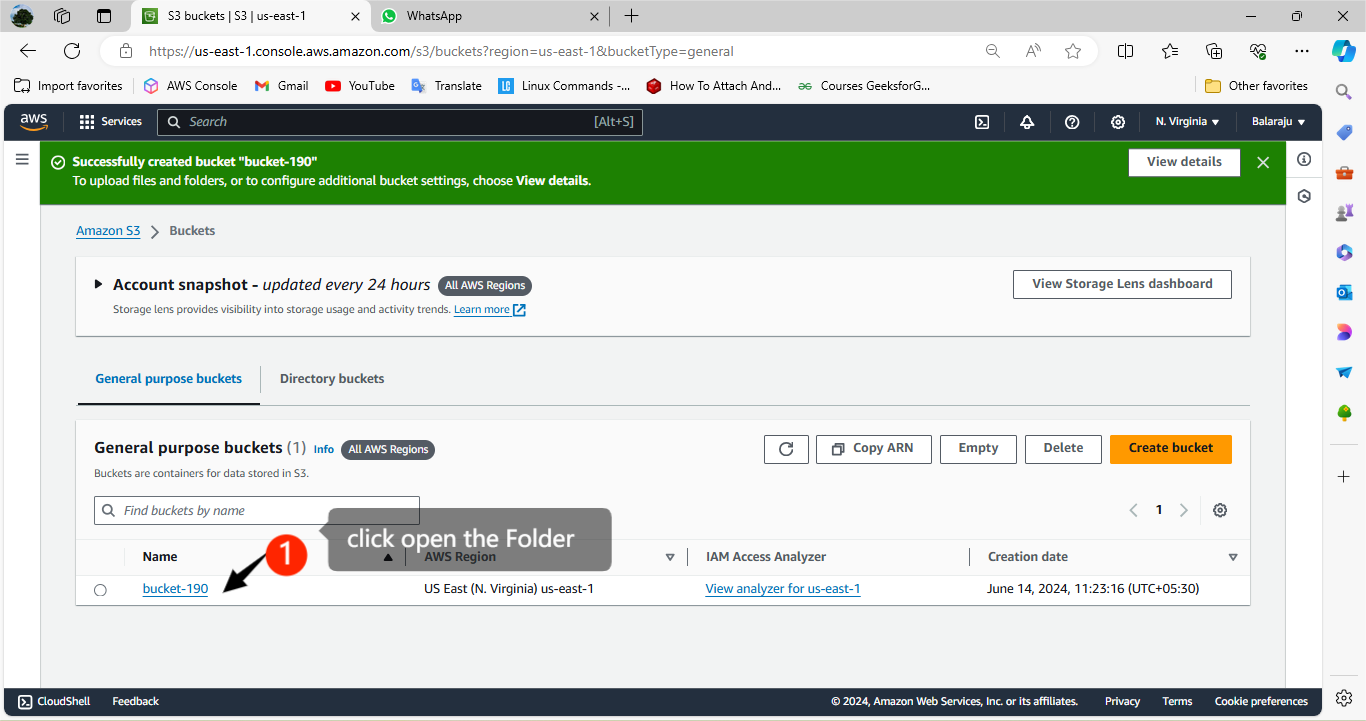 S3 buckets | S3 | us-east-1
WhatsApp
https://us-east-1.console.aws.amazon.com/s3/buckets?region=us-east-1&bucketType=general
Import favorites AWS Console Gmail YouTube Translate LC Linux Commands -... How To Attach And... Courses GeeksforG... Other favorites
aws Services Search [Alt+S] N. Virginia Balaraju
Successfully created bucket "bucket-190"
To upload files and folders, or to configure additional bucket settings, choose View details.
View details
Amazon S3 Buckets
Account snapshot - updated every 24 hours All AWS Regions
Storage lens provides visibility into storage usage and activity trends. Learn more
View Storage Lens dashboard
General purpose buckets Directory buckets
General purpose buckets (1) Info All AWS Regions
Buckets are containers for data stored in S3.
Copy ARN Empty Delete Create bucket
Find buckets by name
1
click open the Folder
1
Name AWS Region IAM Access Analyzer Creation date
bucket-190 US East (N. Virginia) us-east-1 View analyzer for us-east-1 June 14, 2024, 11:23:16 (UTC+05:30)
CloudShell Feedback © 2024, Amazon Web Services, Inc. or its affiliates. Privacy Terms Cookie preferences